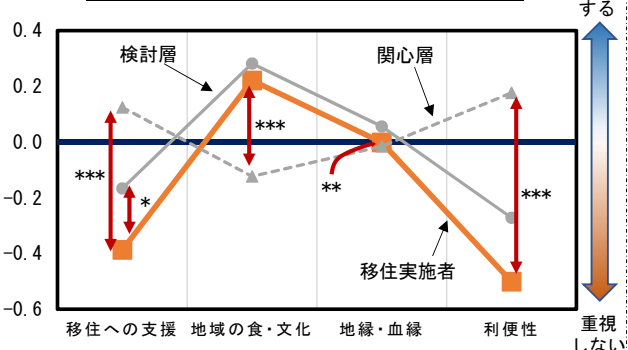 する
0.4
検討層
関心層
0.2
***
0.0
***
**
-0.2
*
***
-0.4
移住実施者
-0.6
移住への支援 地域の食・文化 地縁・血縁 利便性
重視
しない